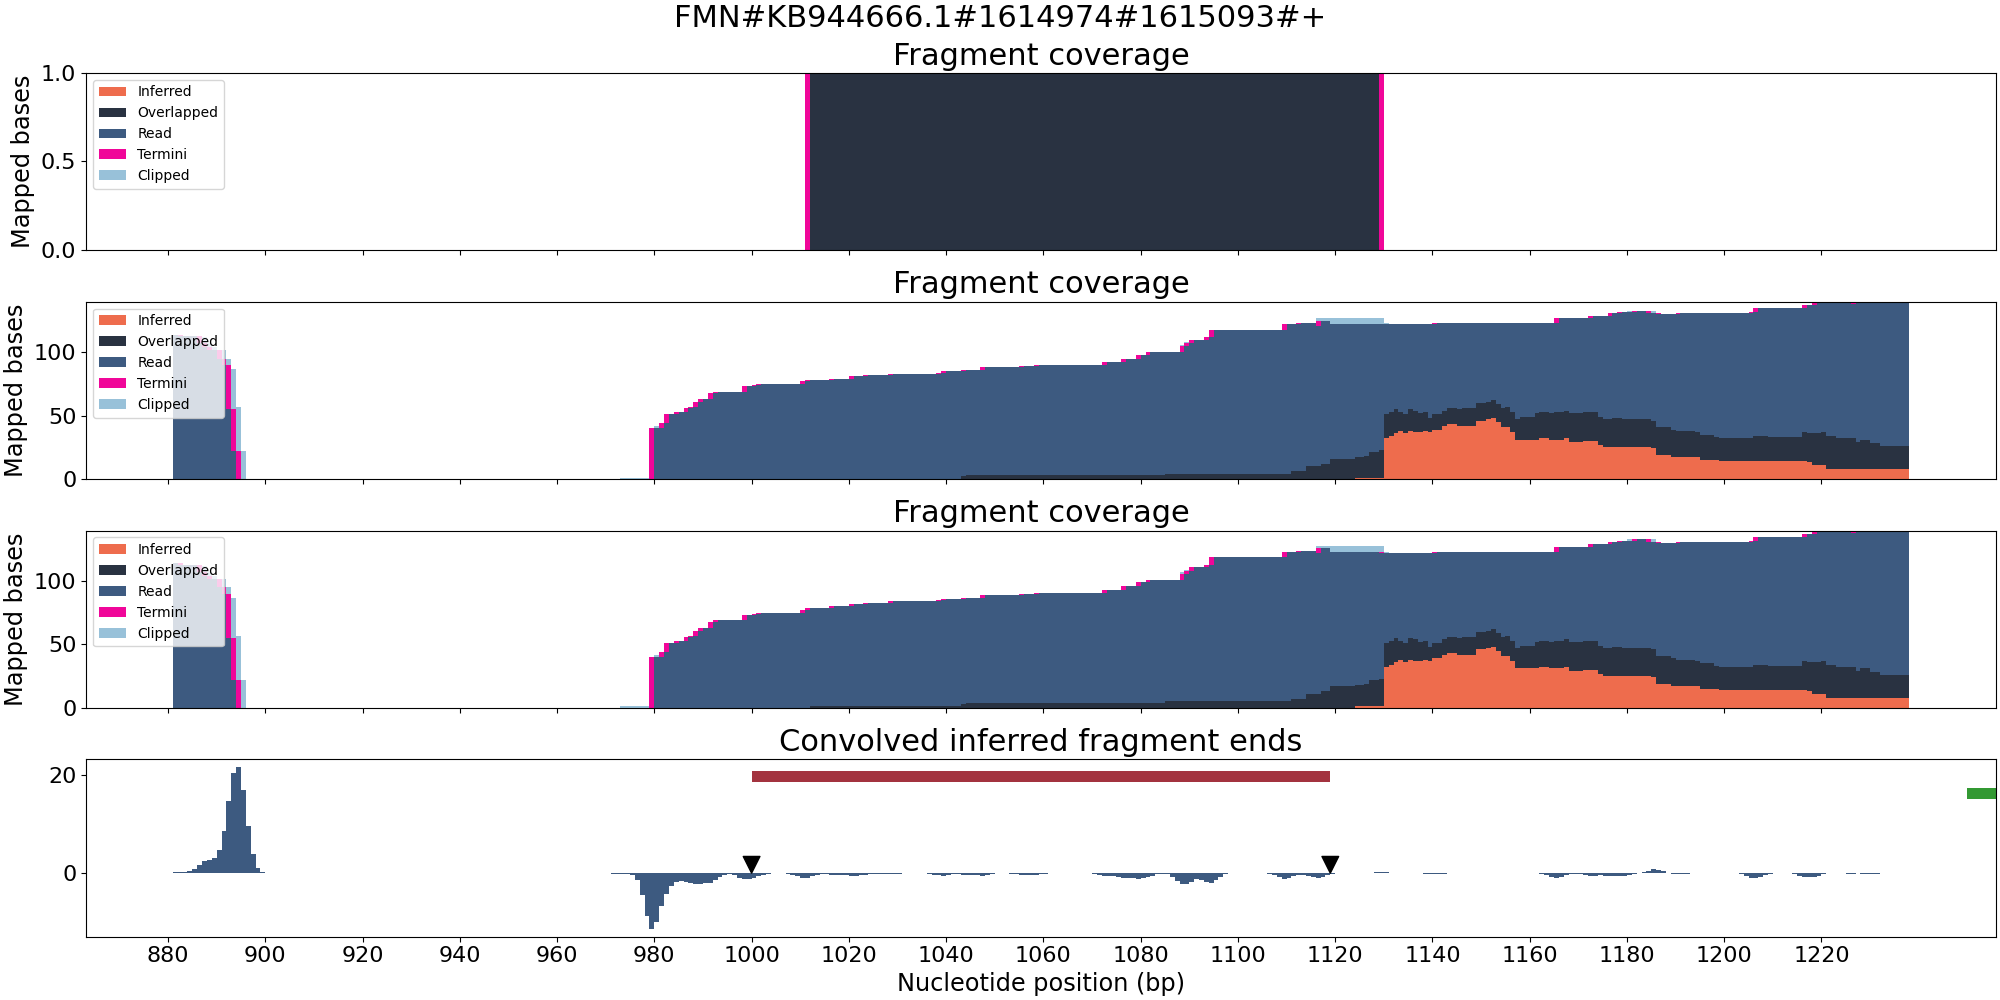 FMN#KB944666.1#1614974#1615093#+
Fragment coverage
Mapped bases
1.0
0.5
0.0
Inferred
Overlapped
Read
Termini
Clipped
Fragment coverage
Mapped bases
100
50
0
Inferred
Overlapped
Read
Termini
Clipped
Fragment coverage
Mapped bases
100
50
0
Inferred
Overlapped
Read
Termini
Clipped
Convolved inferred fragment ends
20
0
880 900 920 940 960 980 1000 1020 1040 1060 1080 1100 1120 1140 1160 1180 1200 1220
Nucleotide position (bp)